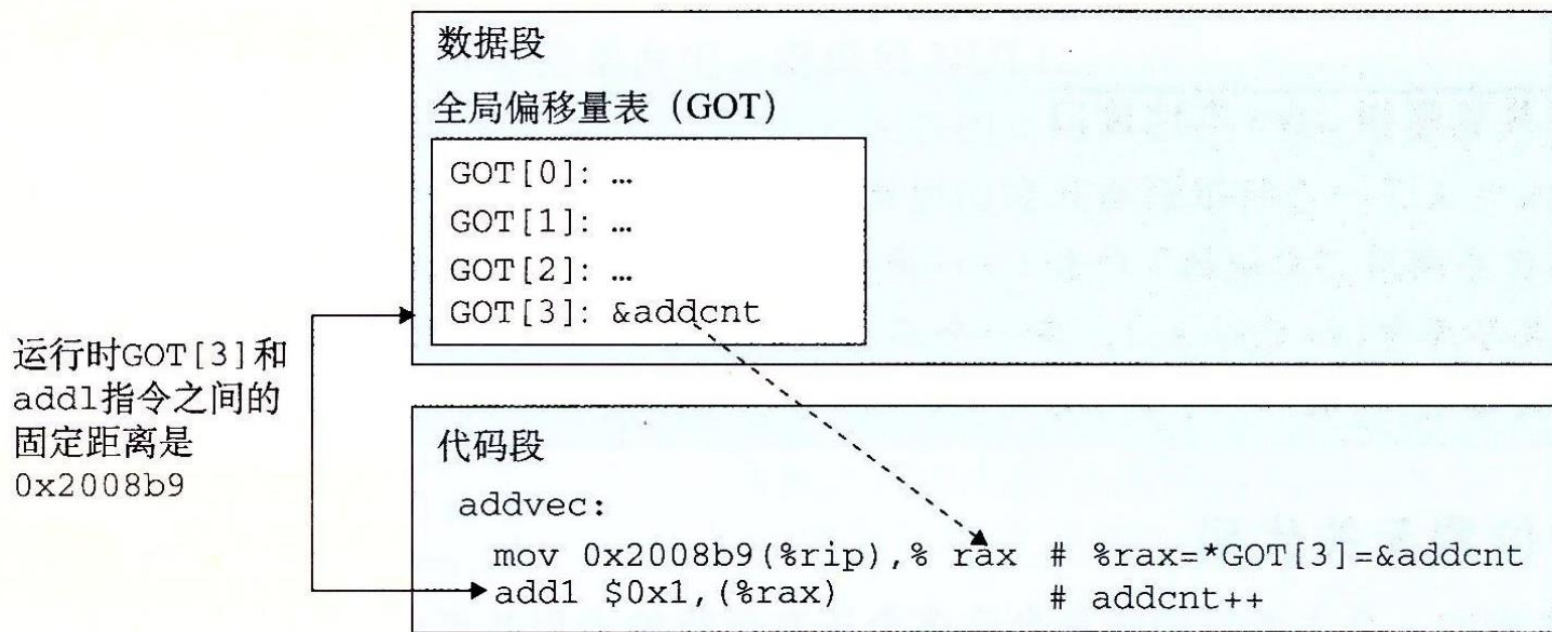 数据段
全局偏移量表（GOT）
GOT[0]: …
GOT[1]: …
GOT[2]: …
GOT[3]: &addcnt
运行时GOT[3]和
addl指令之间的
固定距离是
0x2008b9
代码段
addvec:
mov 0x2008b9(%rip),% rax # %rax=*GOT[3]=&addcnt
addl $0x1,(%rax) # addcnt++